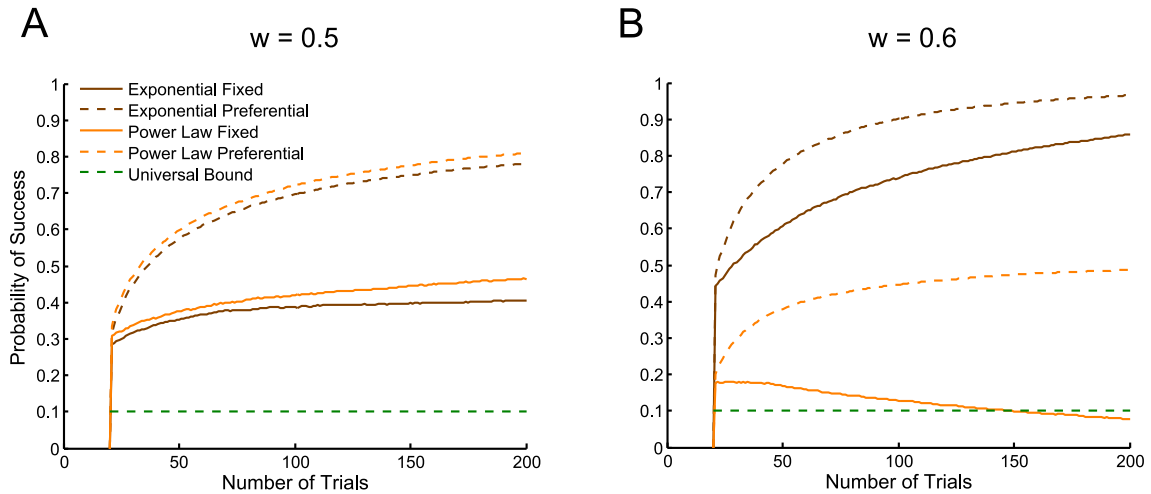 A
w = 0.5
Probability of Success
1
0.9
0.8
0.7
0.6
0.5
0.4
0.3
0.2
0.1
0
Exponential Fixed
Exponential Preferential
Power Law Fixed
Power Law Preferential
Universal Bound
0 50 100 150 200
Number of Trials
B
w = 0.6
1
0.9
0.8
0.7
0.6
0.5
0.4
0.3
0.2
0.1
0
0 50 100 150 200
Number of Trials